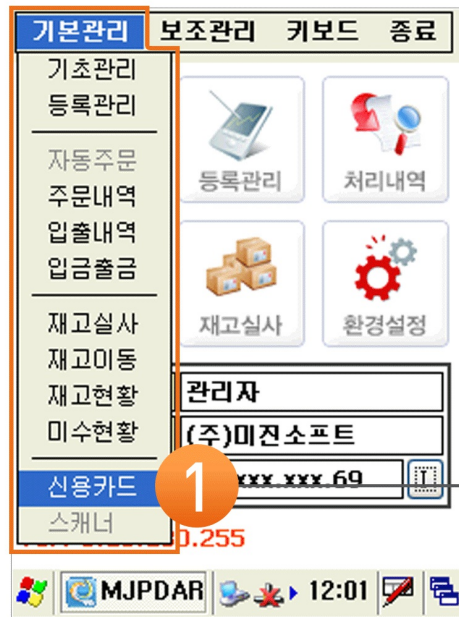 기본관리 보조관리 키보드 종료
기초관리
등록관리
자동주문
주문내역
입출내역
입금출금
재고실사
재고이동
재고현황
미수현황
신용카드
스캐너
등록관리 처리내역
재고실사 환경설정
관리자
(주)미진소프트
xxx.xxx.69
1
.255
MJPDAR 12:01